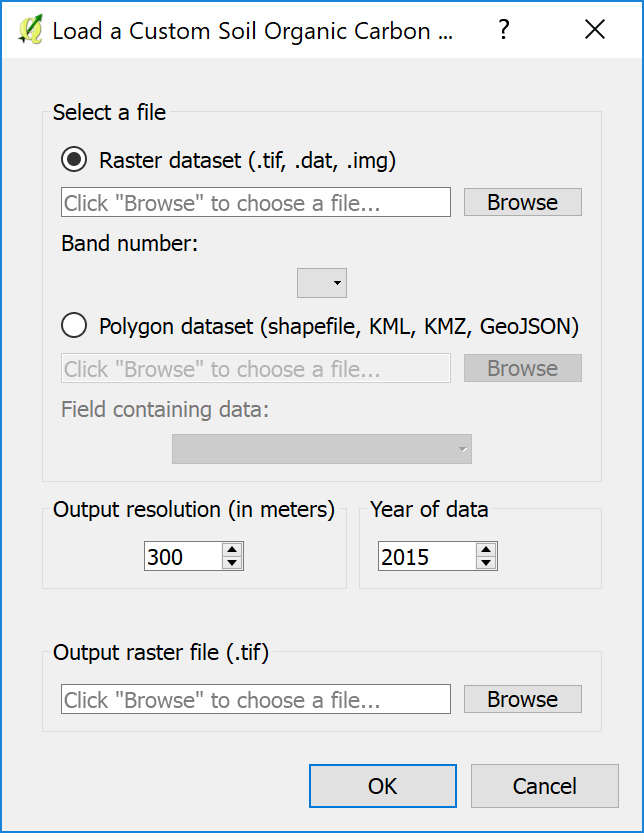 Load a Custom Soil Organic Carbon ... ?
Select a file
Raster dataset (.tif, .dat, .img)
Click "Browse" to choose a file... Browse
Band number:
Polygon dataset (shapefile, KML, KMZ, GeoJSON)
Click "Browse" to choose a file... Browse
Field containing data:
Output resolution (in meters) Year of data
300 2015
Output raster file (.tif)
Click "Browse" to choose a file... Browse
OK Cancel